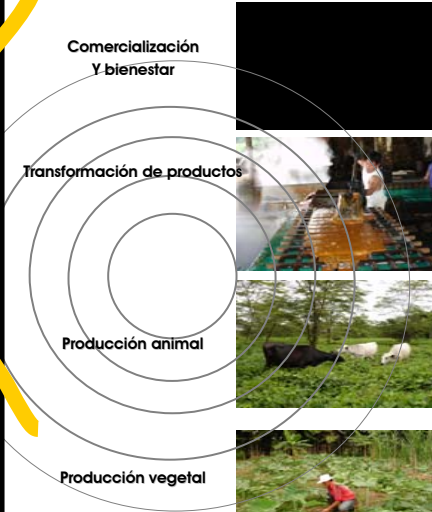 Comercialización
Y bienestar
Transformación de productos
Producción animal
Producción vegetal